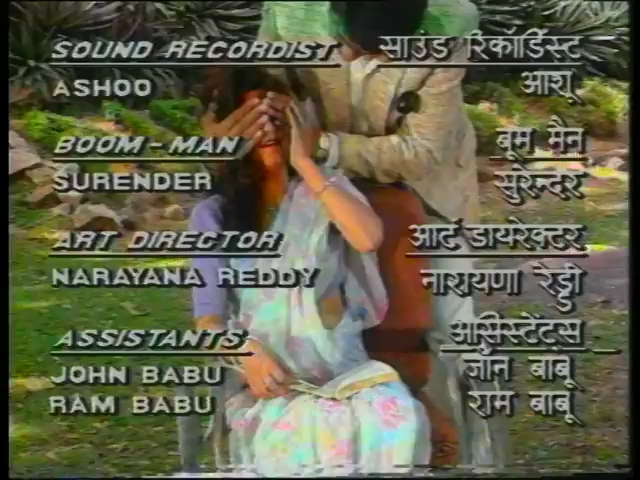 SOUND RECORDIST साउंड रिकॉर्डिस्ट
ASHOO आशू
BOOM-MAN बूम मैन
SURENDER सुरेन्दर
ART DIRECTOR आर्ट डायरेक्टर
NARAYANA REDDY नारायणा रेड्डी
ASSISTANTS असिस्टेंट्स
JOHN BABU जॉन बाबू
RAM BABU राम बाबू